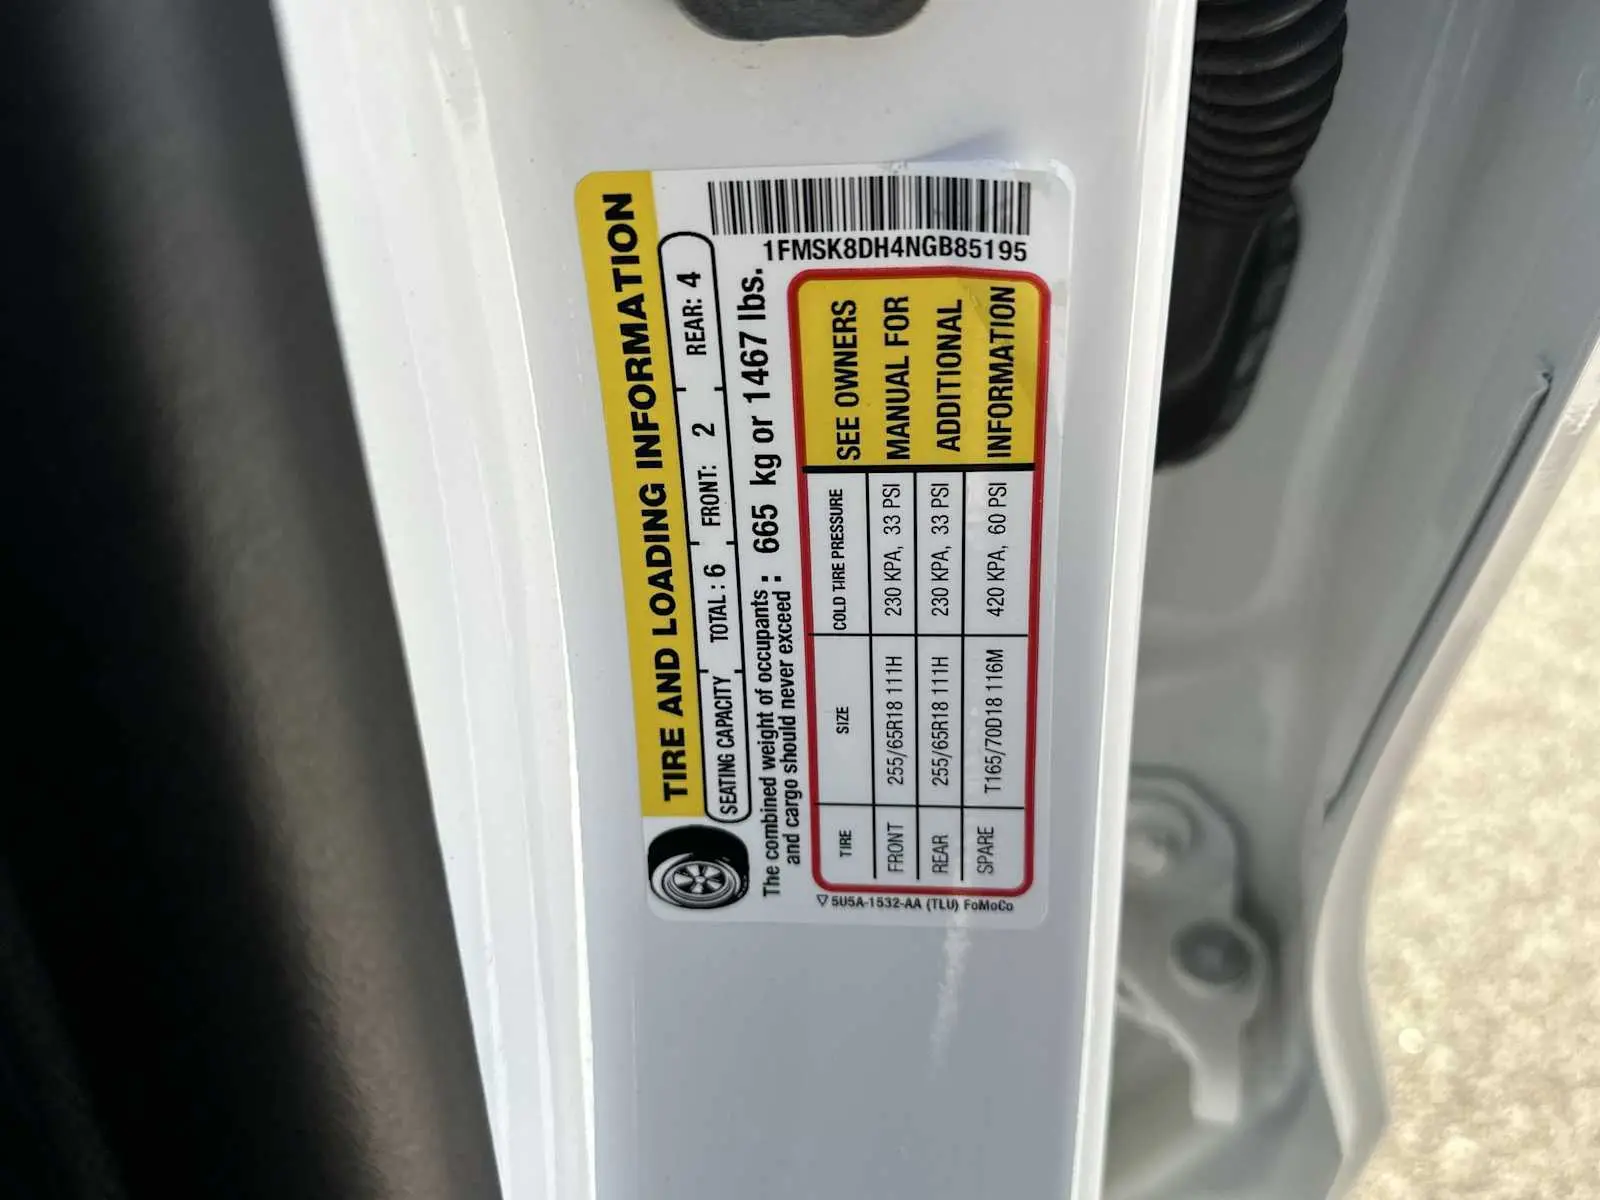 1FMSK8DH4NGB85195
TIRE AND LOADING INFORMATION
SEATING CAPACITY TOTAL : 6 FRONT: 2 REAR: 4
The combined weight of occupants
and cargo should never exceed : 665 kg or 1467 lbs.
TIRE SIZE COLD TIRE PRESSURE
FRONT 255/65R18 111H 230 KPA, 33 PSI
REAR 255/65R18 111H 230 KPA, 33 PSI
SPARE T165/70D18 116M 420 KPA, 60 PSI
SEE OWNERS
MANUAL FOR
ADDITIONAL
INFORMATION
5U5A-1532-AA (TLU) FoMoCo